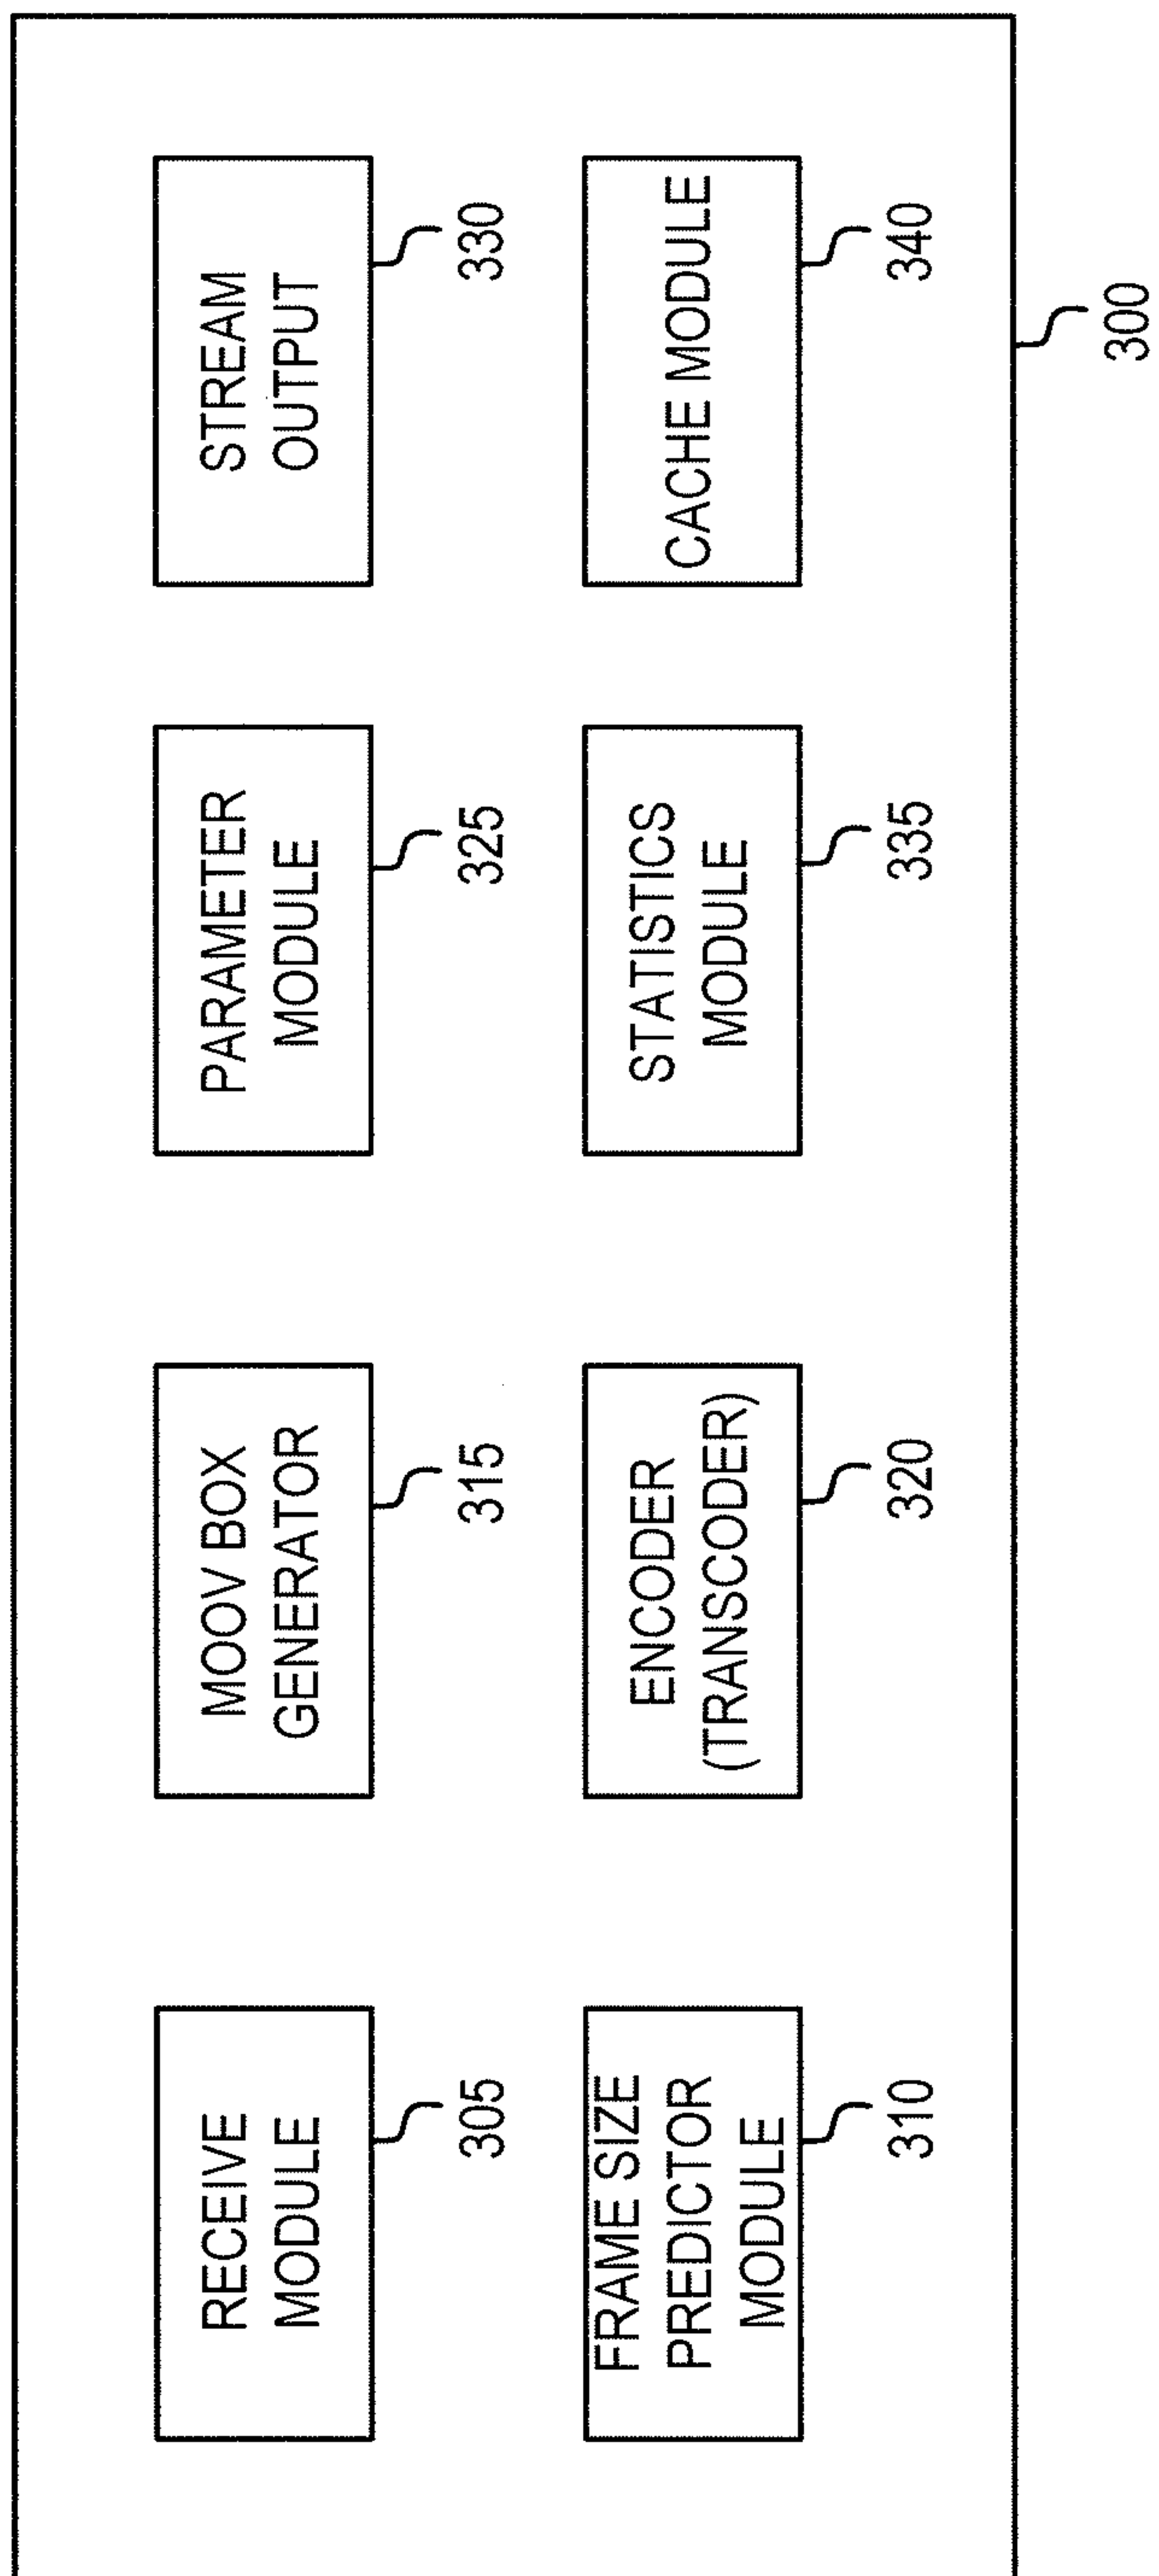 RECEIVE
MODULE
305
MOOV BOX
GENERATOR
315
PARAMETER
MODULE
325
STREAM
OUTPUT
330
FRAME SIZE
PREDICTOR
MODULE
310
ENCODER
(TRANSCODER)
320
STATISTICS
MODULE
335
CACHE MODULE
340
300